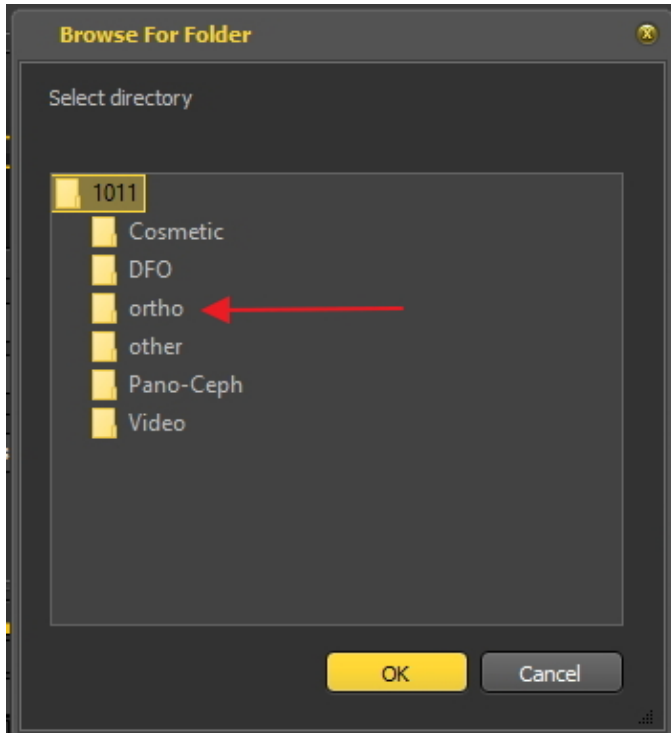 Browse For Folder
Select directory
1011
Cosmetic
DFO
ortho
other
Pano-Ceph
Video
OK
Cancel